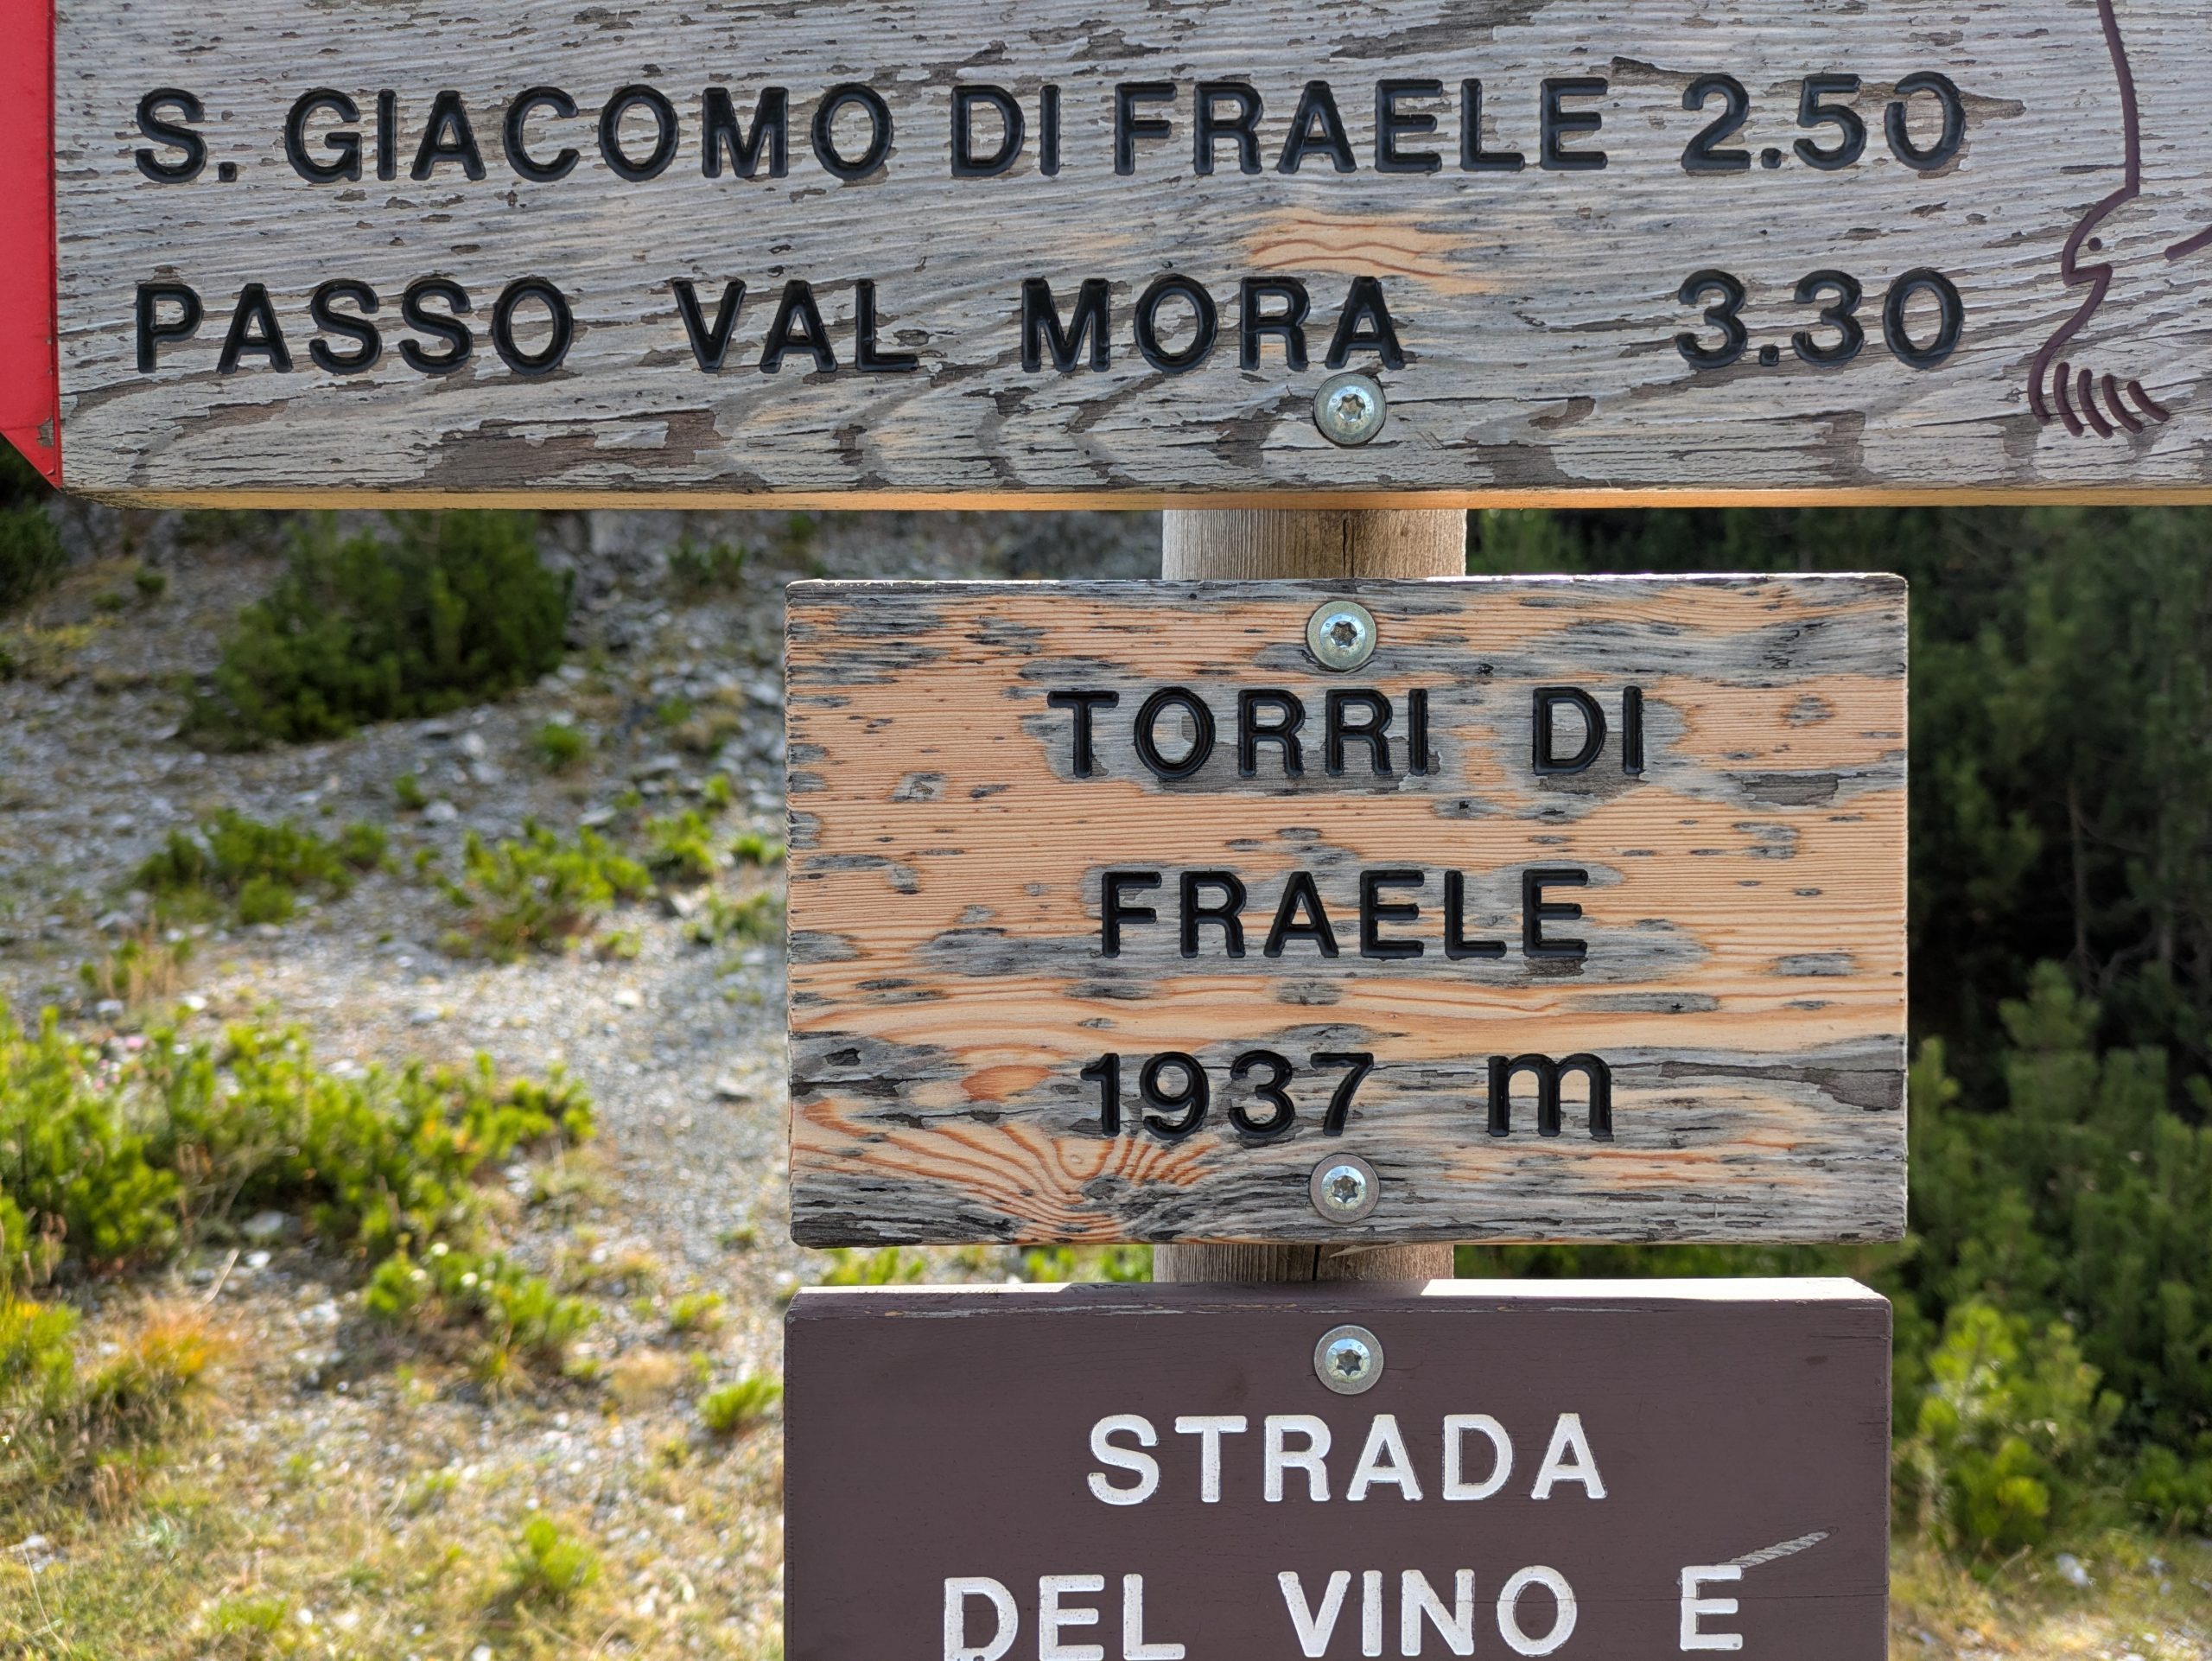 S. GIACOMO DI FRAELE 2.50
PASSO VAL MORA 3.30
TORRI DI
FRAELE
1937 m
STRADA
DEL VINO E